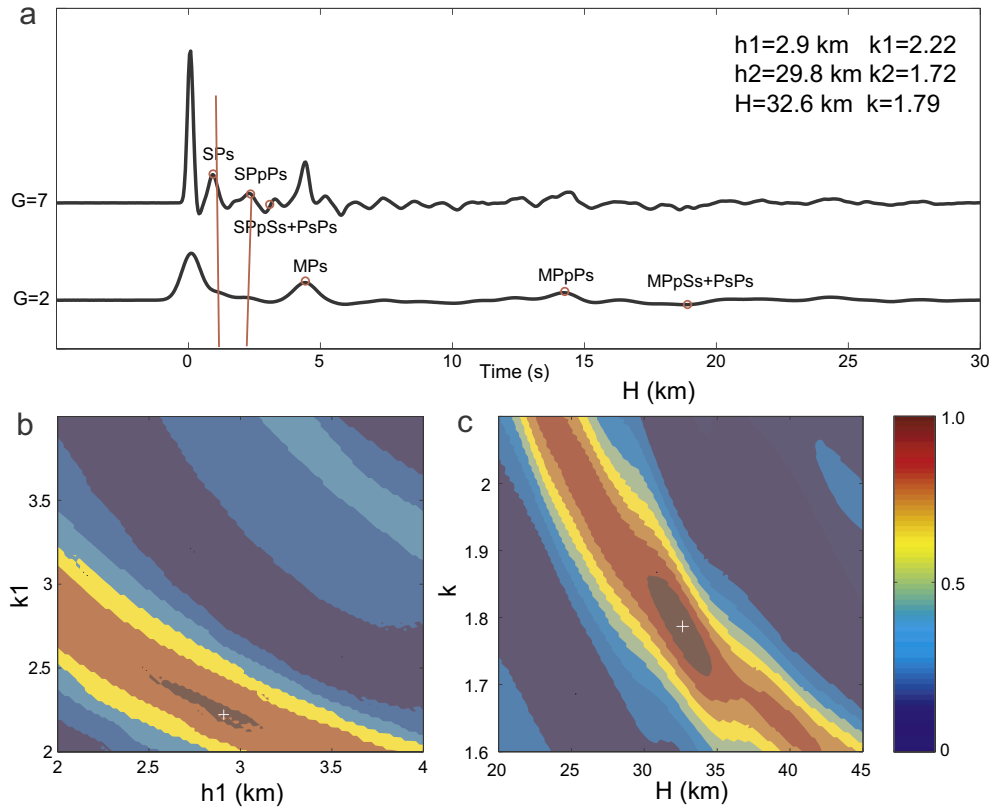 a
h1=2.9 km k1=2.22
h2=29.8 km k2=1.72
H=32.6 km k=1.79
SPs
SPpPs
G=7
SPpSs+PsPs
MPs
MPpPs
MPpSs+PsPs
G=2
0 5 10 15 20 25 30
Time (s)
H (km)
b
k1
3.5
3
2.5
2
2 2.5 3 3.5 4
h1 (km)
c
k
2
1.9
1.8
1.7
1.6
20 25 30 35 40 45
H (km)
1.0
0.5
0